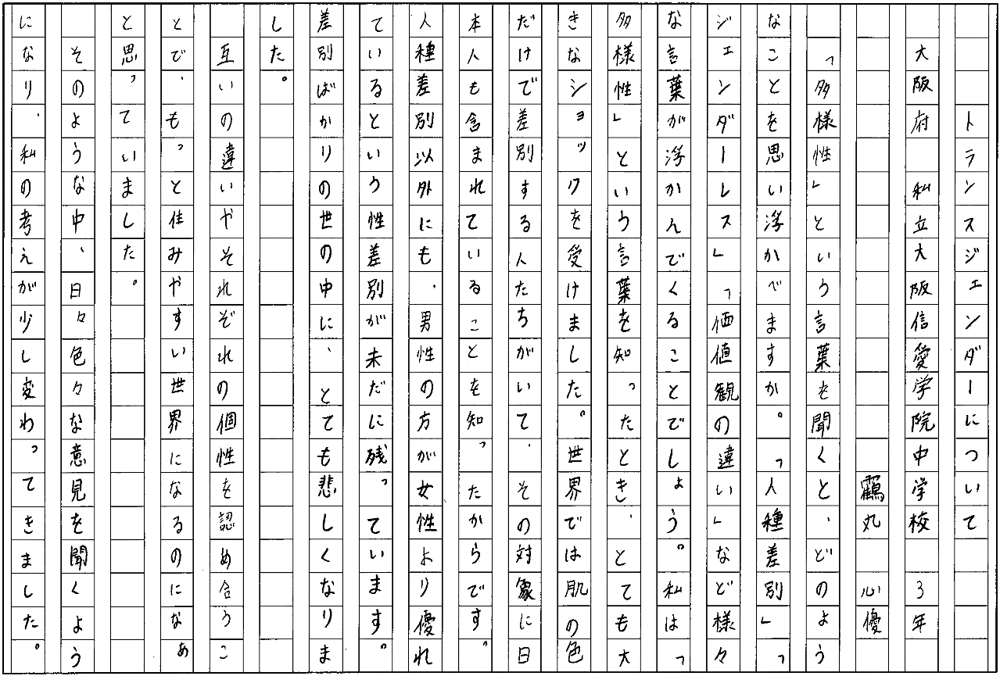 トランスジェンダーについて
大阪府　私立大阪信愛学院中学校　3年
鶴丸　心優
「多様性」という言葉を聞くと、どのよう
なことを思い浮かべますか。「人種差別」「
ジェンダーレス」「価値観の違い」など様々
な言葉が浮かんでくることでしょう。私は「
多様性」という言葉を知ったとき、とても大
きなショックを受けました。世界では肌の色
だけで差別する人たちがいて、その対象に日
本人も含まれていることを知ったからです。
人種差別以外にも、男性の方が女性より優れ
ているという性差別が未だに残っています。
差別ばかりの世の中に、とても悲しくなりま
した。
互いの違いやそれぞれの個性を認め合うこ
とで、もっと住みやすい世界になるのになぁ
と思っていました。
そのような中、日々色々な意見を聞くよう
になり、私の考えが少し変わってきました。